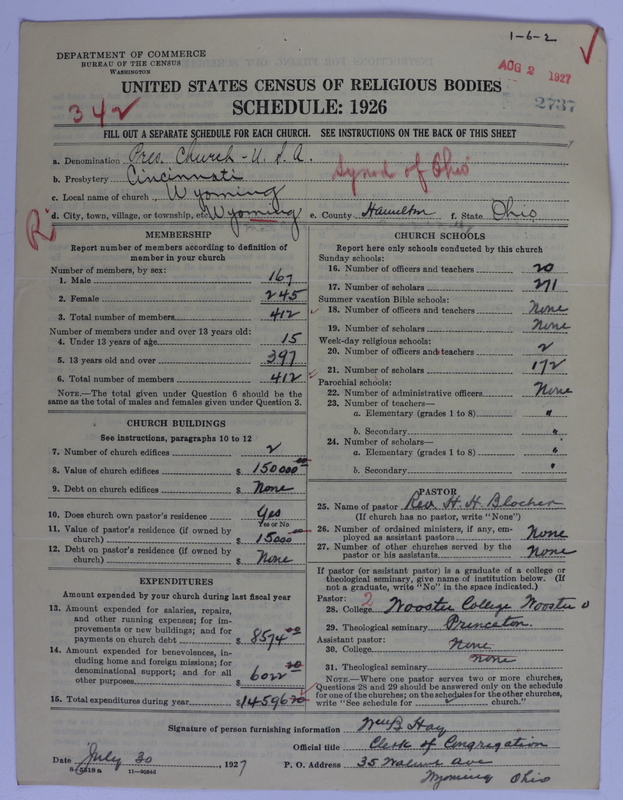 1-6-2
DEPARTMENT OF COMMERCE
BUREAU OF THE CENSUS
WASHINGTON
AUG 2 1927
2737
UNITED STATES CENSUS OF RELIGIOUS BODIES
SCHEDULE: 1926
342
FILL OUT A SEPARATE SCHEDULE FOR EACH CHURCH. SEE INSTRUCTIONS ON THE BACK OF THIS SHEET
a. Denomination Pres. Church - U. S. A.
b. Presbytery Cincinnati
Synod of Ohio
c. Local name of church Wyoming
d. City, town, village, or township, etc. Wyoming e. County Hamilton f. State Ohio
R
MEMBERSHIP
Report number of members according to definition of member in your church
Number of members, by sex:
1. Male 167
2. Female 245
3. Total number of members 412
Number of members under and over 13 years old:
4. Under 13 years of age 15
5. 13 years old and over 397
6. Total number of members 412
NOTE.—The total given under Question 6 should be the same as the total of males and females given under Question 3.
CHURCH BUILDINGS
See instructions, paragraphs 10 to 12
7. Number of church edifices 2
8. Value of church edifices $ 150000 00
9. Debt on church edifices $ None
10. Does church own pastor's residence Yes
Yes or No
11. Value of pastor's residence (if owned by church) $ 15000
12. Debt on pastor's residence (if owned by church) $ None
EXPENDITURES
Amount expended by your church during last fiscal year
13. Amount expended for salaries, repairs, and other running expenses; for improvements or new buildings; and for payments on church debt $ 8574
14. Amount expended for benevolences, including home and foreign missions; for denominational support; and for all other purposes $ 6022
15. Total expenditures during year $ 14596
CHURCH SCHOOLS
Report here only schools conducted by this church
Sunday schools:
16. Number of officers and teachers 20
17. Number of scholars 271
Summer vacation Bible schools:
18. Number of officers and teachers None
19. Number of scholars None
Week-day religious schools:
20. Number of officers and teachers 2
21. Number of scholars 172
Parochial schools:
22. Number of administrative officers None
23. Number of teachers—
a. Elementary (grades 1 to 8) "
b. Secondary "
24. Number of scholars—
a. Elementary (grades 1 to 8) "
b. Secondary "
PASTOR
25. Name of pastor Rev. H. H. Blocher
(If church has no pastor, write "None")
26. Number of ordained ministers, if any, employed as assistant pastors None
27. Number of other churches served by the pastor or his assistants None
If pastor (or assistant pastor) is a graduate of a college or theological seminary, give name of institution below. (If not a graduate, write "No" in the space indicated.)
Pastor:
2
28. College Wooster College Wooster O
29. Theological seminary Princeton.
Assistant pastor:
30. College None
31. Theological seminary None
NOTE.—Where one pastor serves two or more churches, Questions 28 and 29 should be answered only on the schedule for one of the churches; on the schedules for the other churches, write "See schedule for church."
Signature of person furnishing information Wm B Hay
Official title Clerk of Congregation
Date July 30, 1927 P. O. Address 35 Walnut Ave
Wyoming Ohio